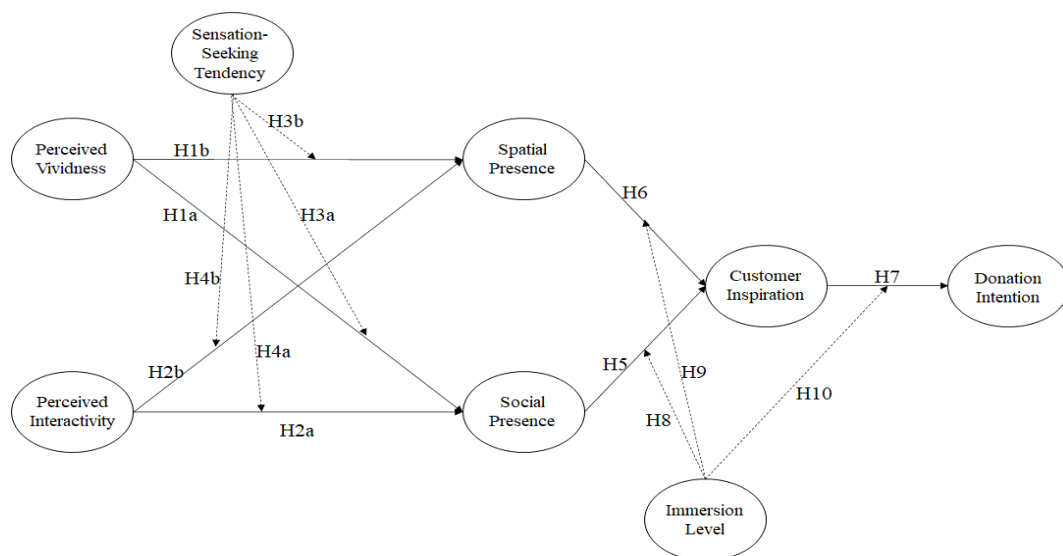 Sensation-
Seeking
Tendency
H3b
Perceived
Vividness
H1b
Spatial
Presence
H6
H1a
H3a
H4b
Customer
Inspiration
H7
Donation
Intention
H4a
H2b
H5
H9
H10
Perceived
Interactivity
H2a
Social
Presence
H8
Immersion
Level